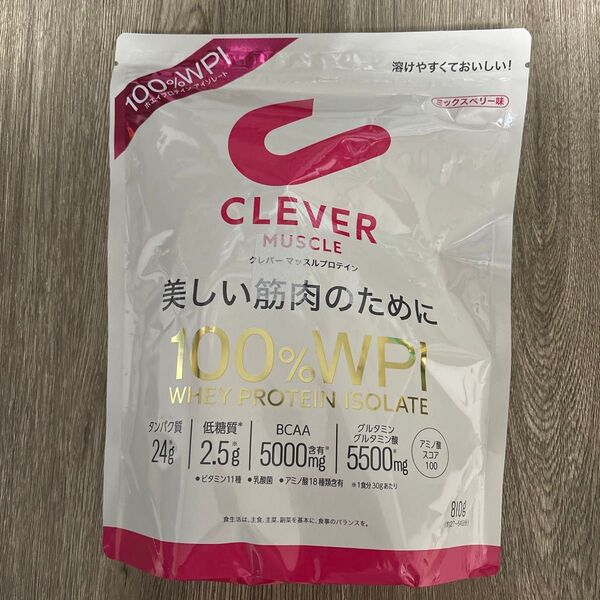 100%WPI
ホエイプロテインアイソレート
溶けやすくておいしい!
ミックスベリー味
CLEVER
MUSCLE
クレバー マッスルプロテイン
美しい筋肉のために
100%WPI
WHEY PROTEIN ISOLATE
タンパク質
24g※
低糖質※
2.5g※
BCAA
5000mg含有※
グルタミン
グルタミン酸
5500mg※
アミノ酸
スコア
100
●ビタミン11種 ●乳酸菌 ●アミノ酸18種類含有 ※1食分30gあたり
810g
食生活は、主食、主菜、副菜を基本に、食事のバランスを。